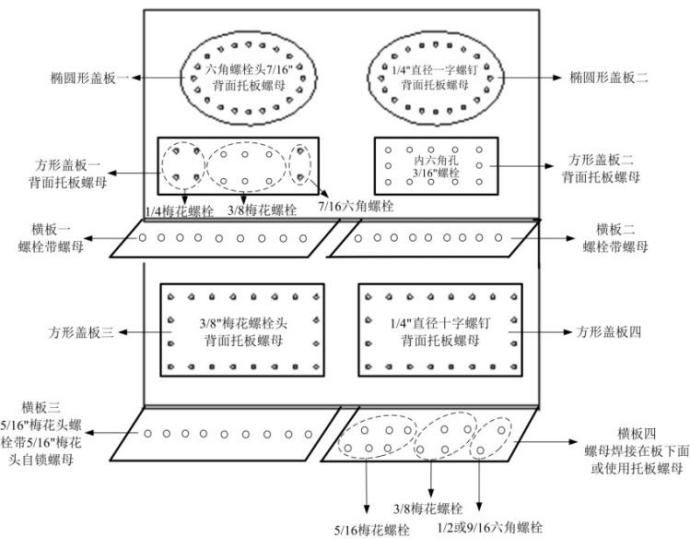 椭圆形盖板一
六角螺栓头7/16"
背面托板螺母
1/4"直径一字螺钉
背面托板螺母
椭圆形盖板二
方形盖板一
背面托板螺母
内六角孔
3/16"螺栓
方形盖板二
背面托板螺母
1/4梅花螺栓
3/8梅花螺栓
7/16六角螺栓
横板一
螺栓带螺母
横板二
螺栓带螺母
方形盖板三
3/8"梅花螺栓头
背面托板螺母
1/4"直径十字螺钉
背面托板螺母
方形盖板四
横板三
5/16"梅花头螺
栓带5/16"梅花
头自锁螺母
横板四
螺母焊接在板下面
或使用托板螺母
3/8梅花螺栓
5/16梅花螺栓
1/2或9/16六角螺栓